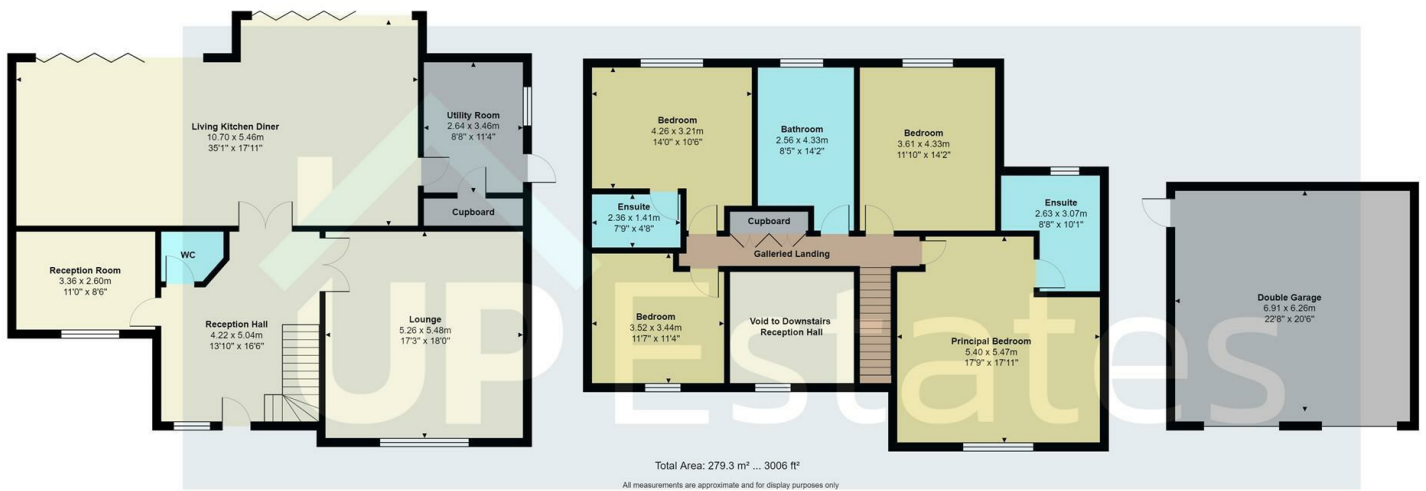 Living Kitchen Diner
10.70 x 5.46m
35'1" x 17'11"
Utility Room
2.64 x 3.46m
8'8" x 11'4"
Cupboard
WC
Reception Room
3.36 x 2.60m
11'0" x 8'6"
Reception Hall
4.22 x 5.04m
13'10" x 16'6"
Lounge
5.26 x 5.48m
17'3" x 18'0"
Bedroom
4.26 x 3.21m
14'0" x 10'6"
Bathroom
2.56 x 4.33m
8'5" x 14'2"
Bedroom
3.61 x 4.33m
11'10" x 14'2"
Ensuite
2.36 x 1.41m
7'9" x 4'8"
Cupboard
Galleried Landing
Ensuite
2.63 x 3.07m
8'8" x 10'1"
Bedroom
3.52 x 3.44m
11'7" x 11'4"
Void to Downstairs
Reception Hall
Principal Bedroom
5.40 x 5.47m
17'9" x 17'11"
Double Garage
6.91 x 6.26m
22'8" x 20'6"
UP Estates
Total Area: 279.3 m² ... 3006 ft²
All measurements are approximate and for display purposes only